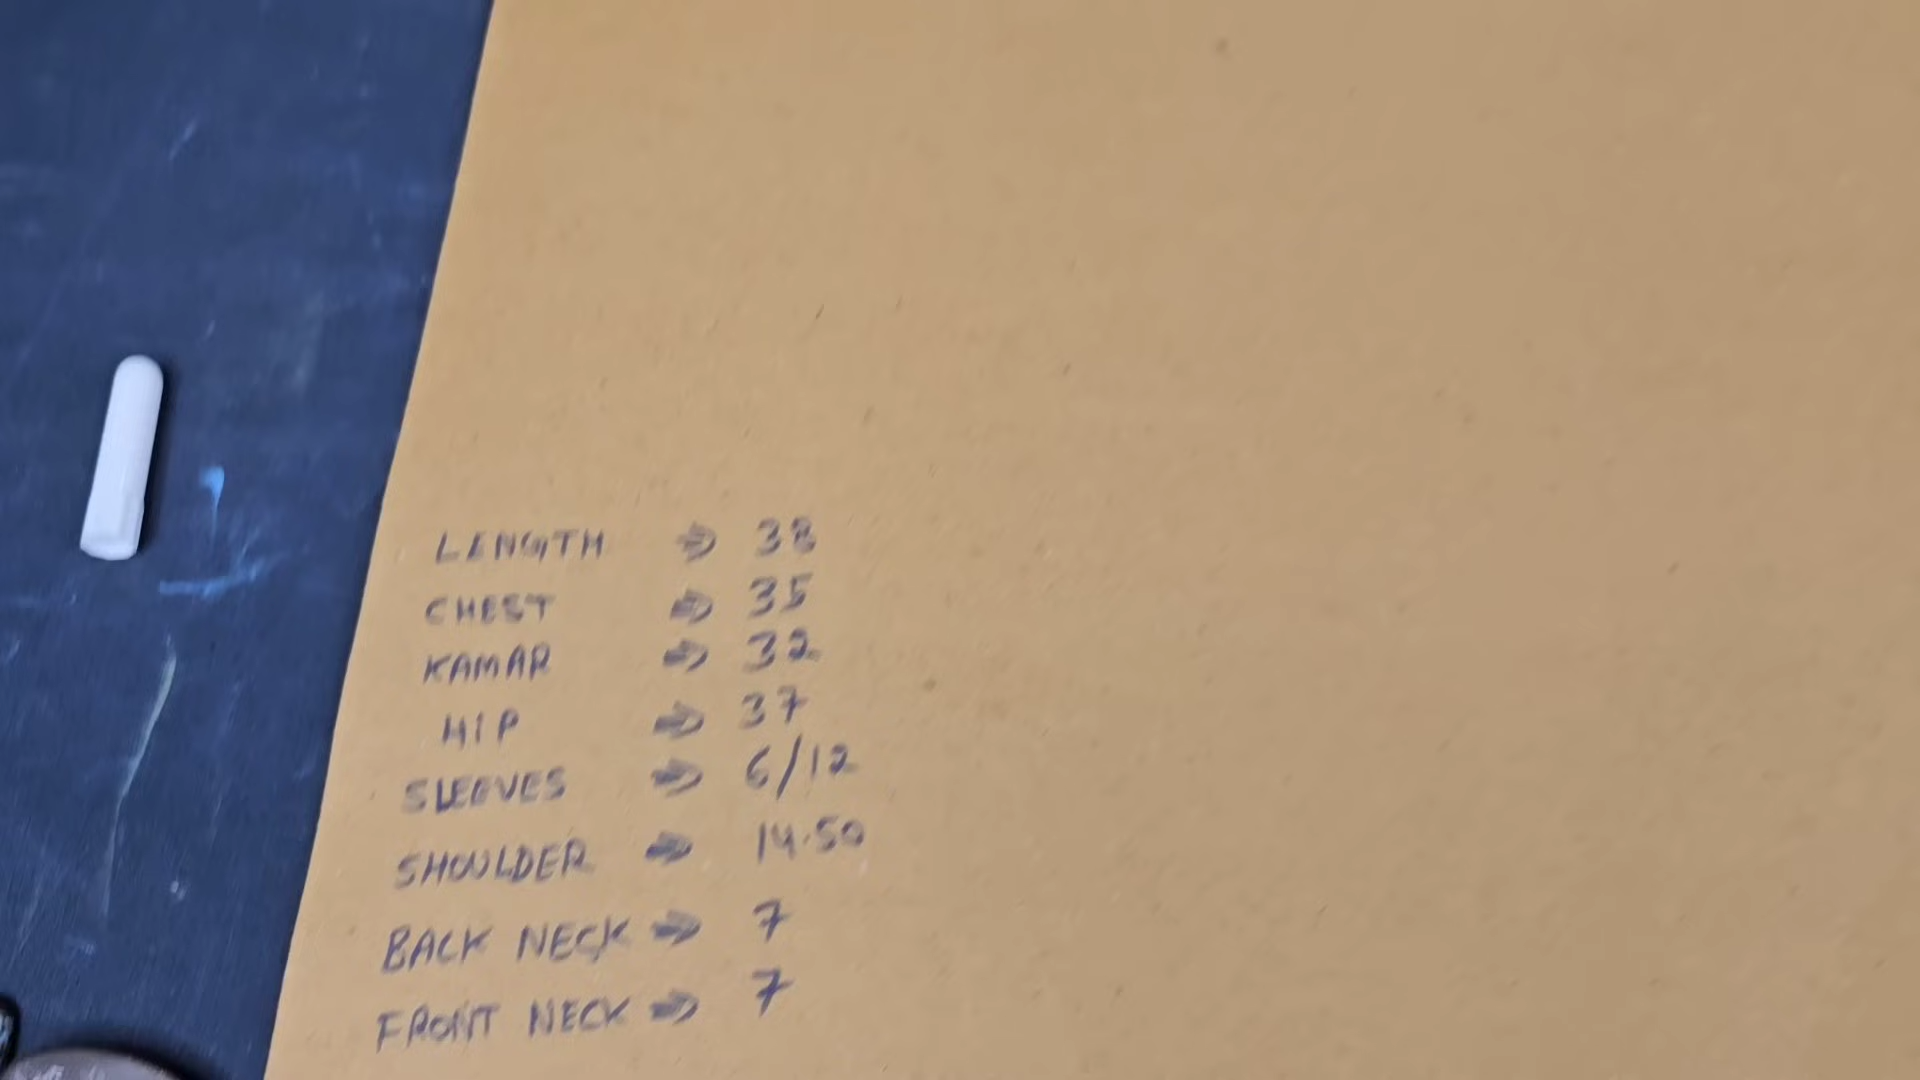 LENGTH ⇒ 38
CHEST ⇒ 35
KAMAR ⇒ 32
HIP ⇒ 37
SLEEVES ⇒ 6/12
SHOULDER ⇒ 14.50
BACK NECK ⇒ 7
FRONT NECK ⇒ 7